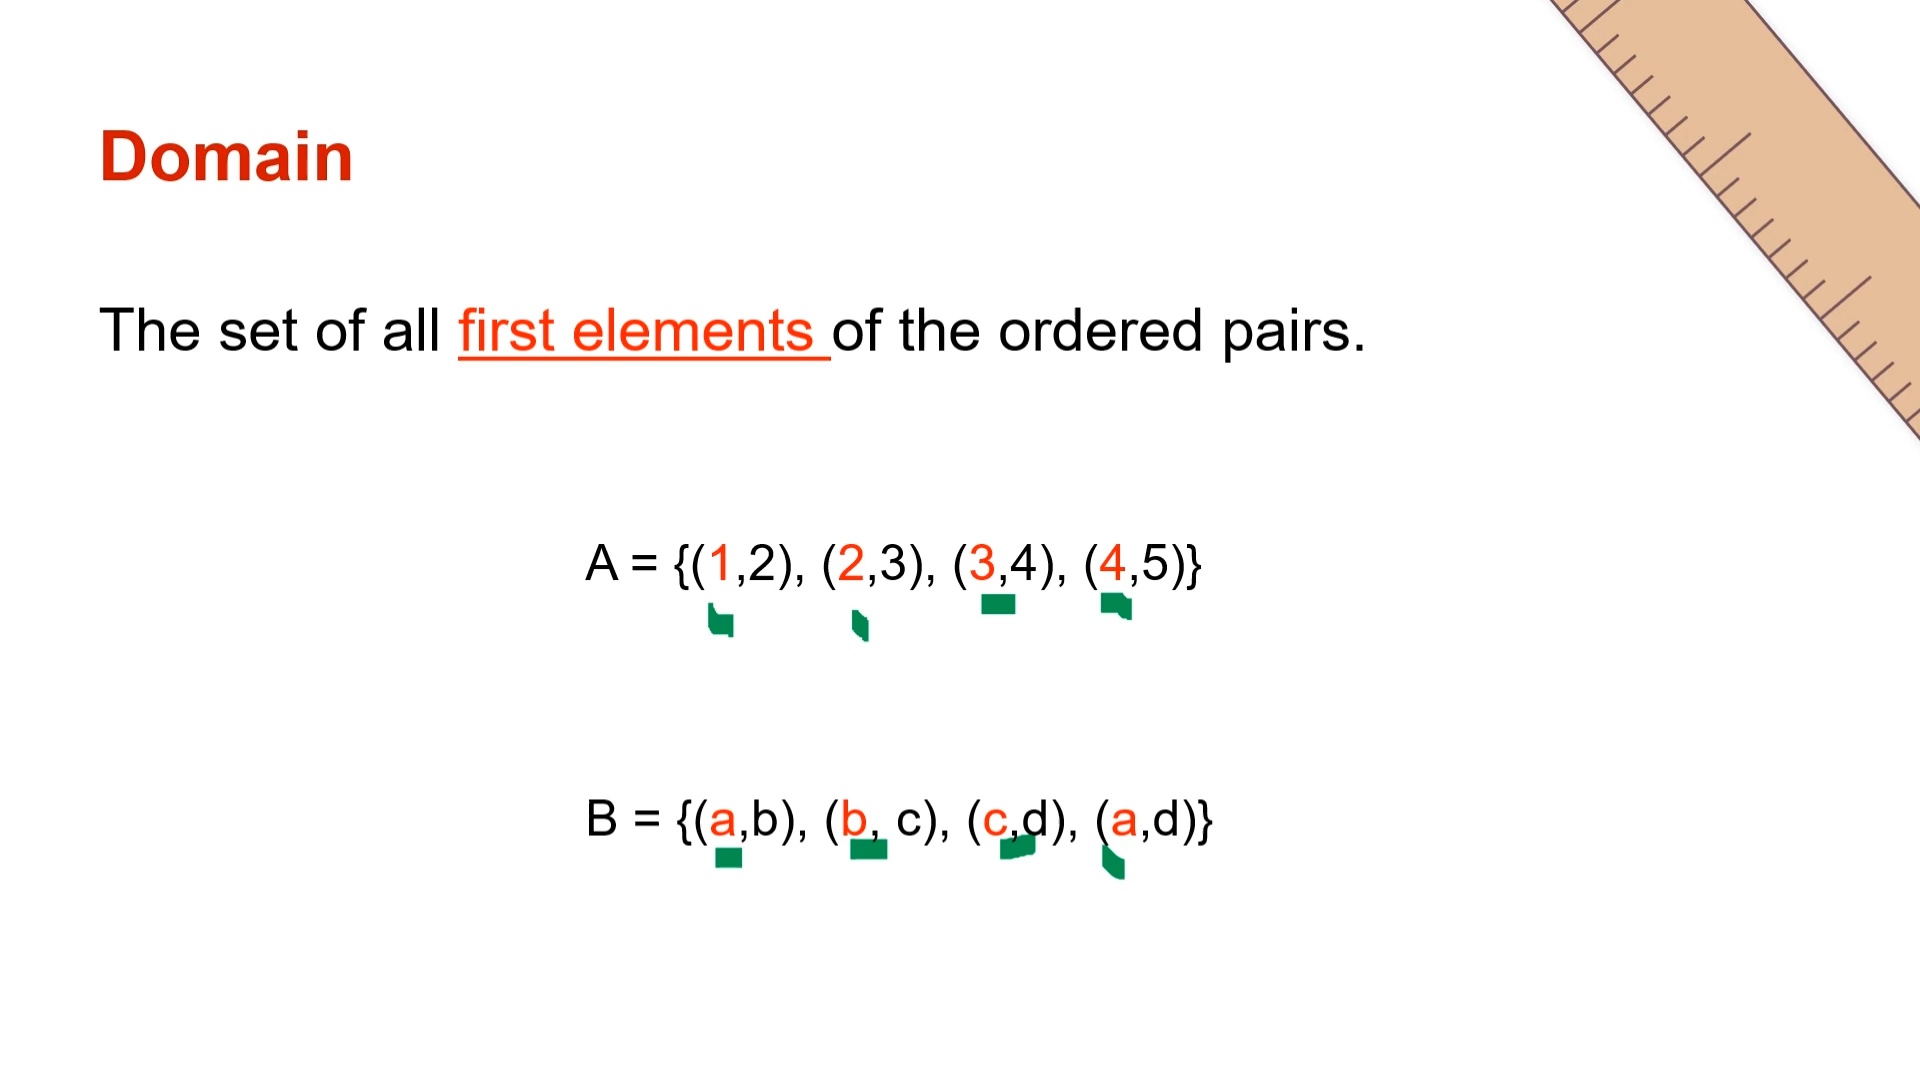 Domain
The set of all first elements of the ordered pairs.
A = {(1,2), (2,3), (3,4), (4,5)}
B = {(a,b), (b, c), (c,d), (a,d)}